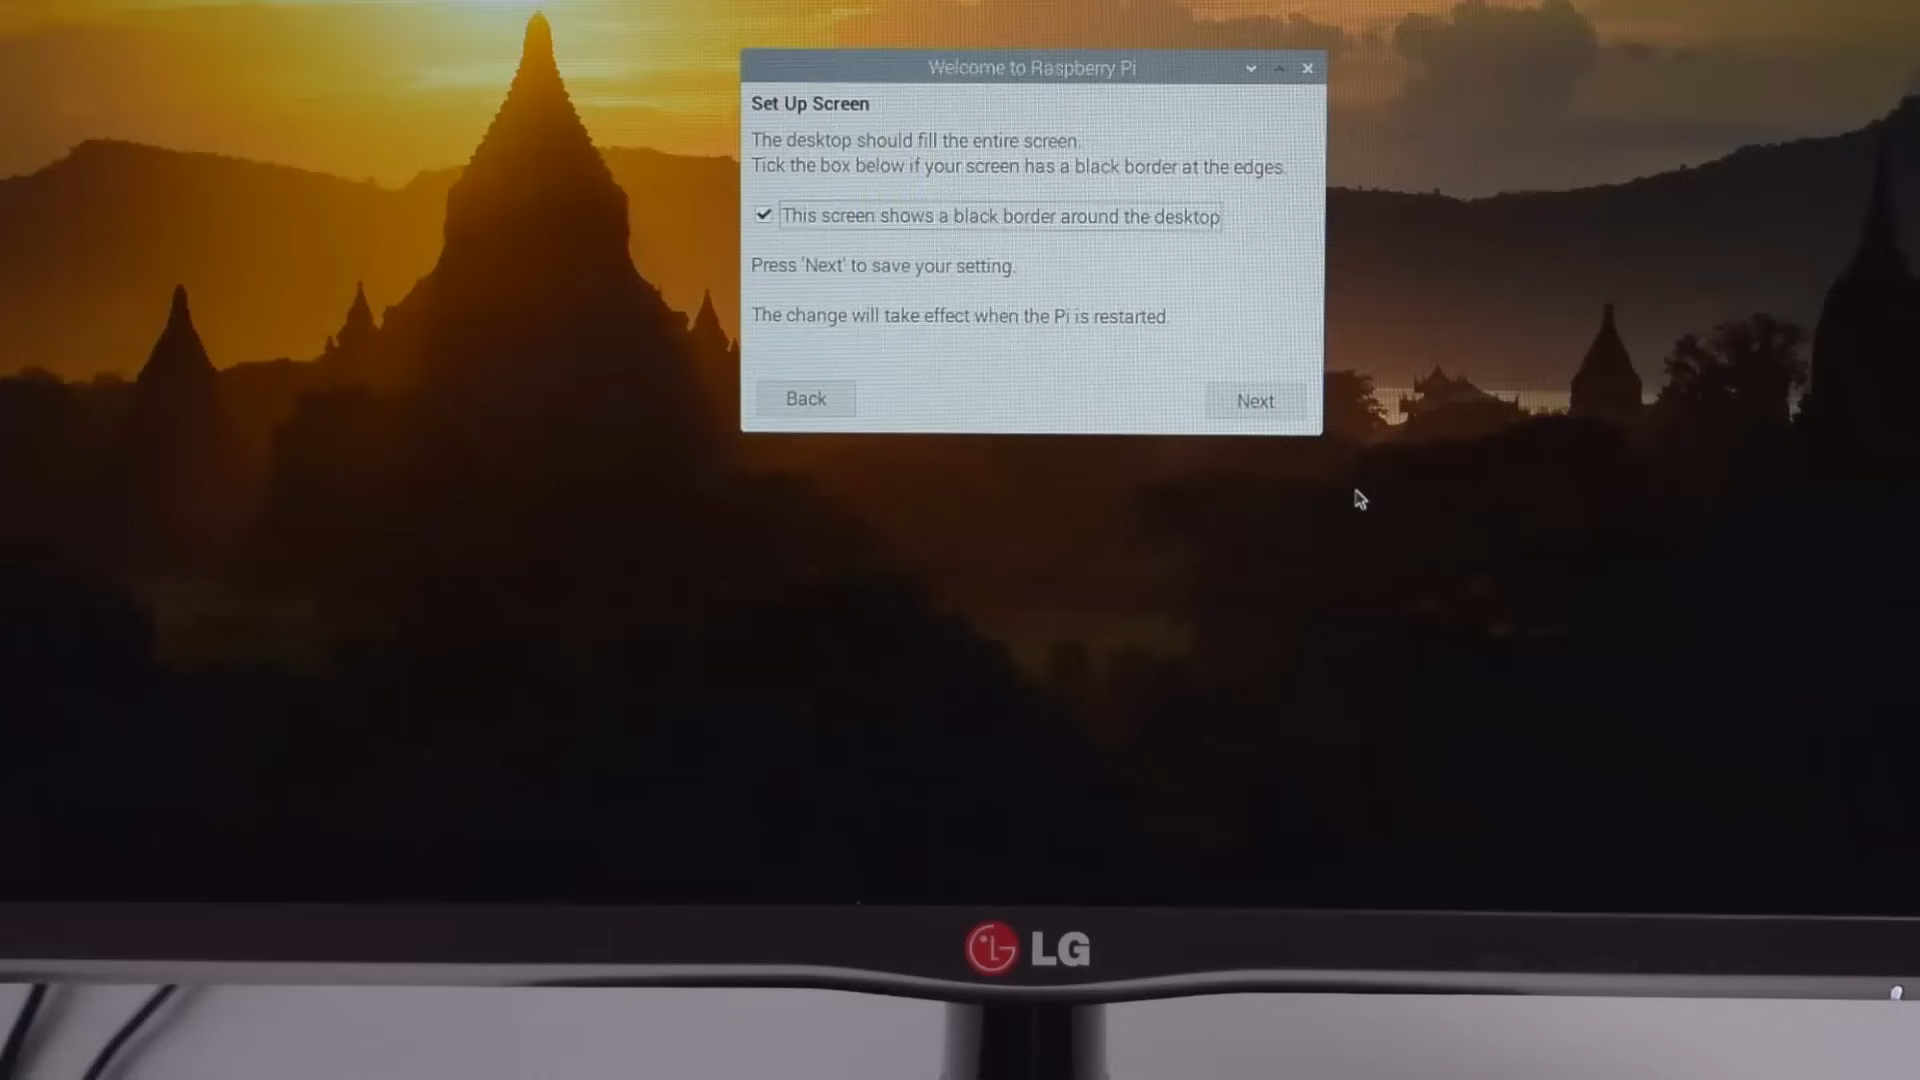 Welcome to Raspberry Pi
Set Up Screen
The desktop should fill the entire screen.
Tick the box below if your screen has a black border at the edges.
This screen shows a black border around the desktop
Press 'Next' to save your setting.
The change will take effect when the Pi is restarted.
Back
Next
LG